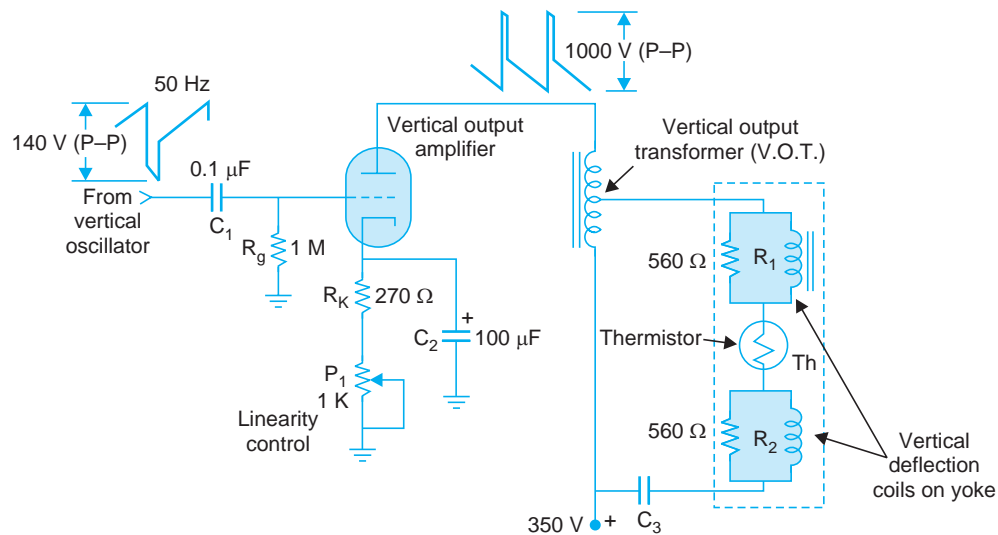 1000 V (P–P)
50 Hz
140 V (P–P)
Vertical output
amplifier
Vertical output
transformer (V.O.T.)
0.1 μF
From
vertical
oscillator
C1
Rg
1 M
560 Ω
R1
RK
270 Ω
C2
+
100 μF
Thermistor
Th
P1
1 K
Linearity
control
560 Ω
R2
Vertical
deflection
coils on yoke
350 V
+
C3